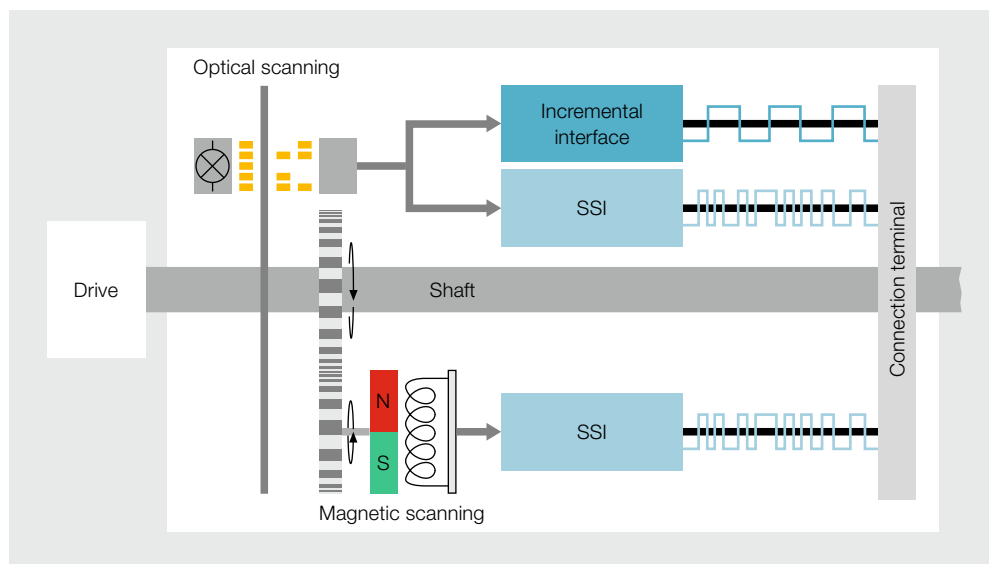 Optical scanning
Incremental
interface
SSI
Drive
Shaft
Connection terminal
N
S
SSI
Magnetic scanning